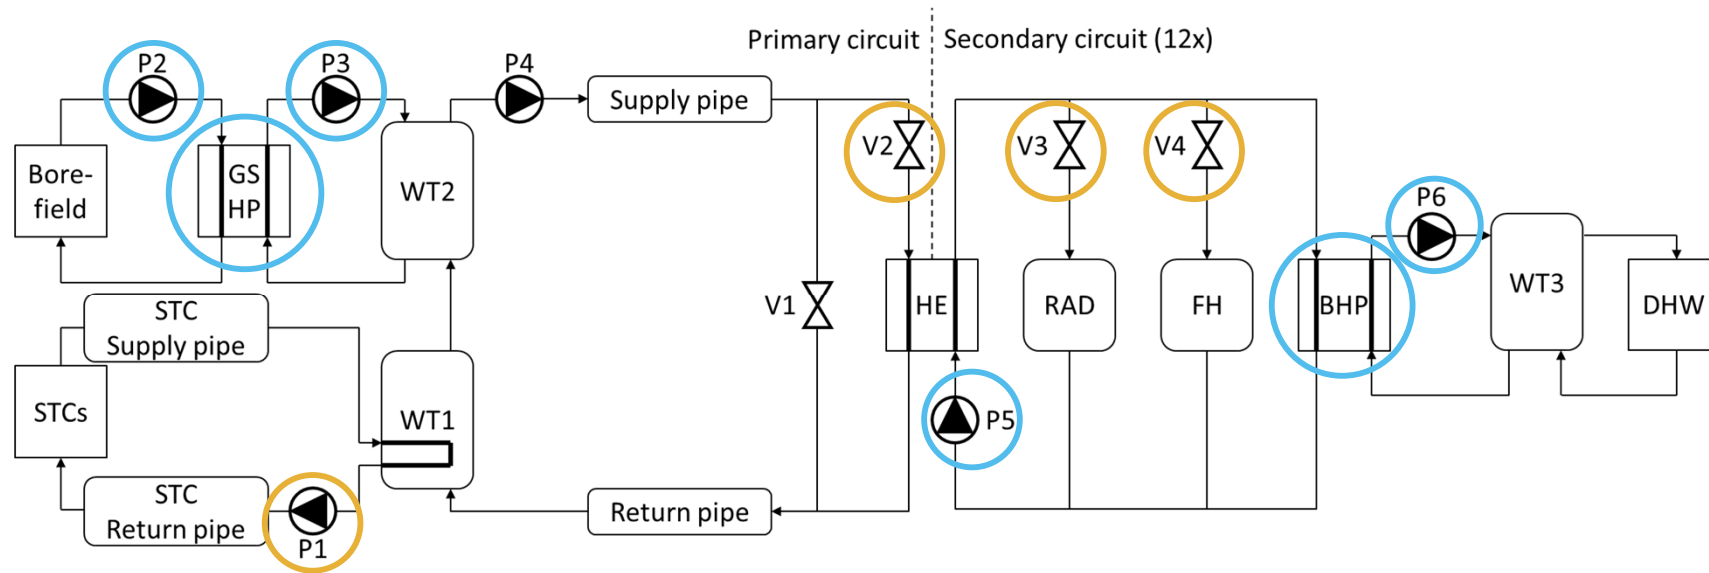 Primary circuit
Secondary circuit (12x)
P2
P3
P4
Supply pipe
V2
V3
V4
Bore-
field
GS
HP
WT2
P6
WT3
V1
HE
RAD
FH
BHP
DHW
STC
Supply pipe
STCs
WT1
P5
STC
Return pipe
P1
Return pipe